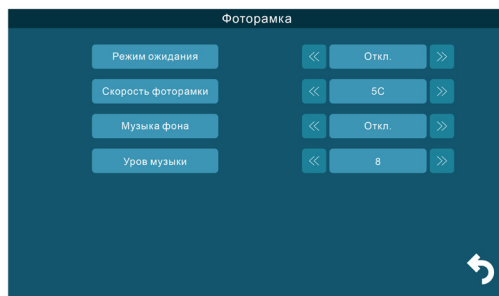 Фоторамка
Режим ожидания « Откл. »
Скорость фоторамки « 5С »
Музыка фона « Откл. »
Уров музыки « 8 »